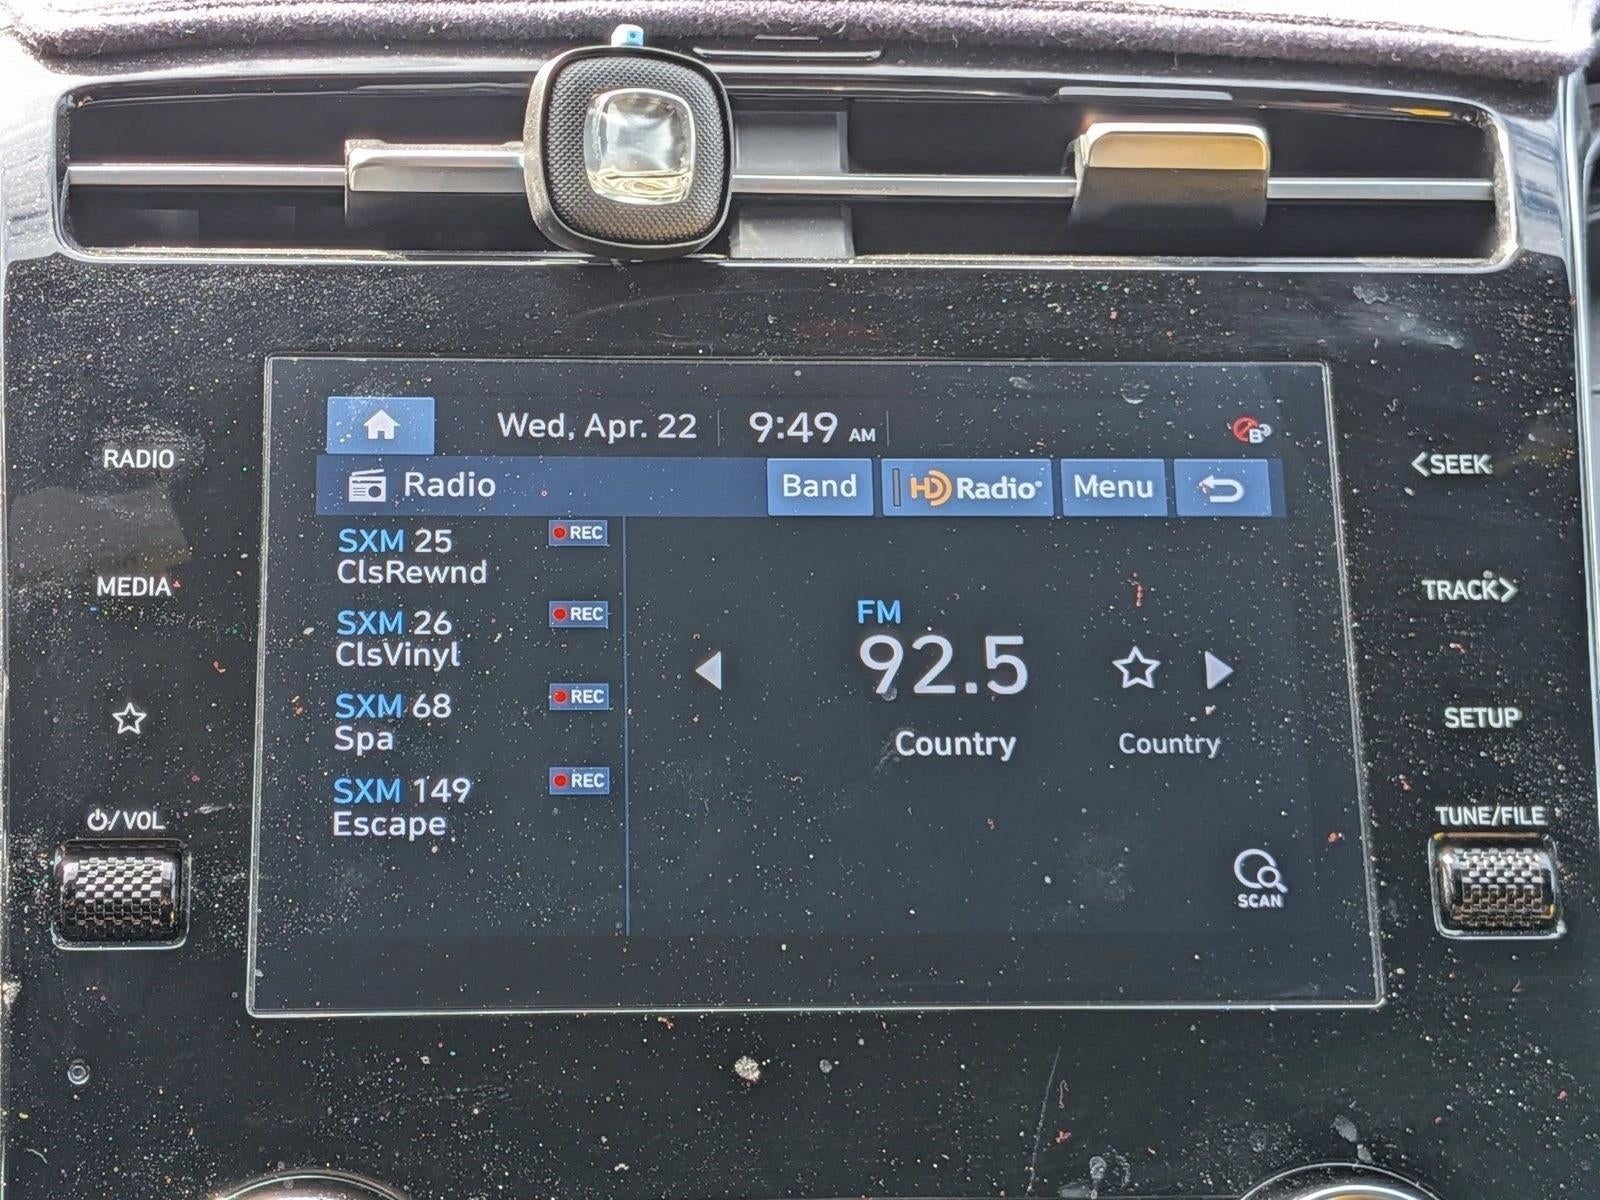 Wed, Apr. 22 9:49 AM
RADIO
<SEEK
Radio Band HD Radio Menu
SXM 25 REC
ClsRewnd
MEDIA
TRACK>
SXM 26 REC
ClsVinyl
FM
92.5
SXM 68 REC
Spa
SETUP
Country Country
SXM 149 REC
Escape
/VOL
TUNE/FILE
SCAN